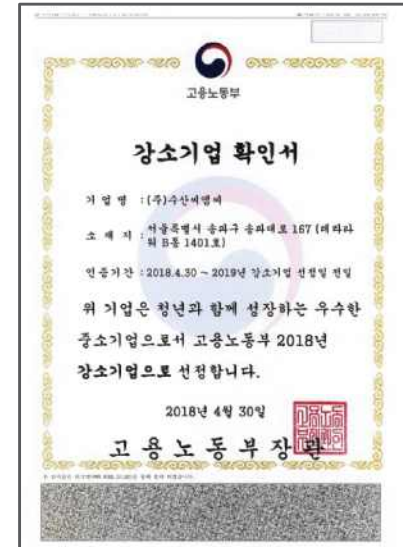 고용노동부
강소기업 확인서
기 업 명 : (주)수산씨엠씨
소 재 지 : 서울특별시 송파구 송파대로 167 (테라타
워 B동 1401호)
인증기간 : 2018.4.30 ~ 2019년 강소기업 선정일 전일
위 기업은 청년과 함께 성장하는 우수한
중소기업으로서 고용노동부 2018년
강소기업으로 선정합니다.
2018년 4월 30일
고 용 노 동 부 장 관